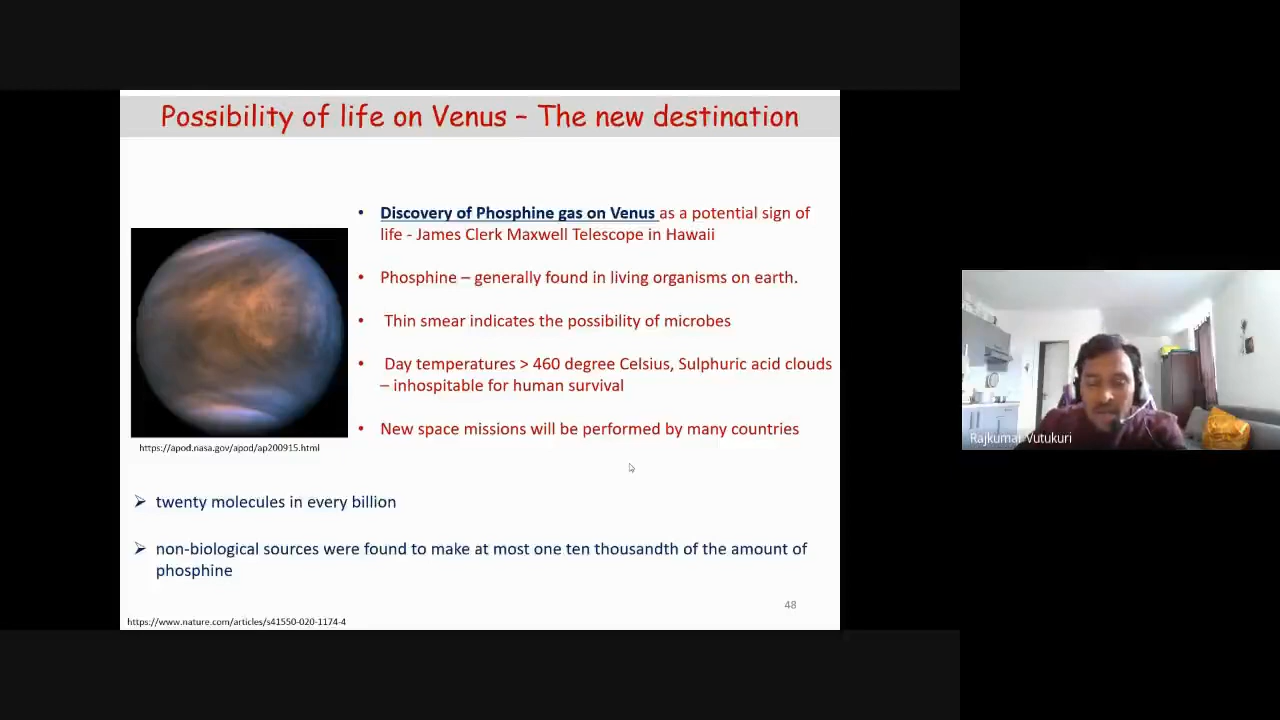 Possibility of life on Venus – The new destination
• Discovery of Phosphine gas on Venus as a potential sign of
life - James Clerk Maxwell Telescope in Hawaii
• Phosphine – generally found in living organisms on earth.
• Thin smear indicates the possibility of microbes
• Day temperatures > 460 degree Celsius, Sulphuric acid clouds
– inhospitable for human survival
• New space missions will be performed by many countries
https://apod.nasa.gov/apod/ap200915.html
➢ twenty molecules in every billion
➢ non-biological sources were found to make at most one ten thousandth of the amount of
phosphine
48
https://www.nature.com/articles/s41550-020-1174-4
Rajkumar Vutukuri